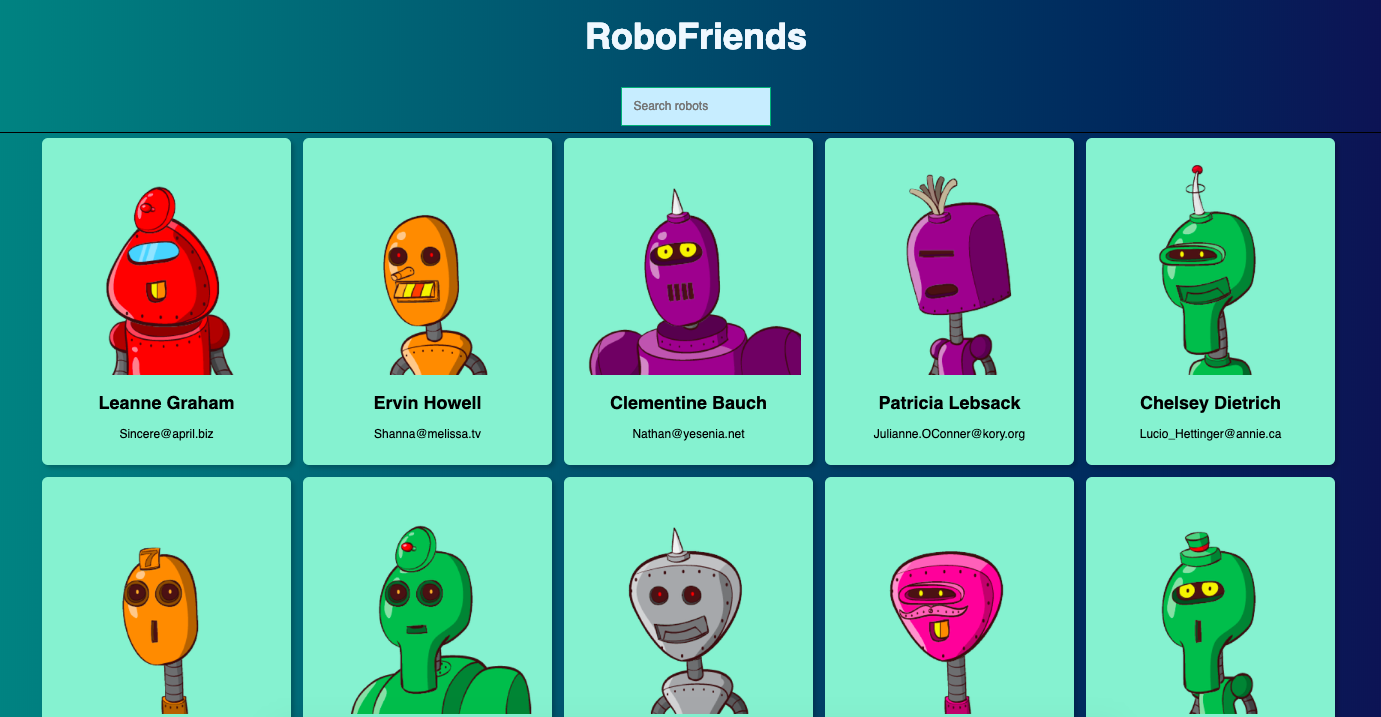 RoboFriends
Search robots
Leanne Graham
Sincere@april.biz
Ervin Howell
Shanna@melissa.tv
Clementine Bauch
Nathan@yesenia.net
Patricia Lebsack
Julianne.OConner@kory.org
Chelsey Dietrich
Lucio_Hettinger@annie.ca
7